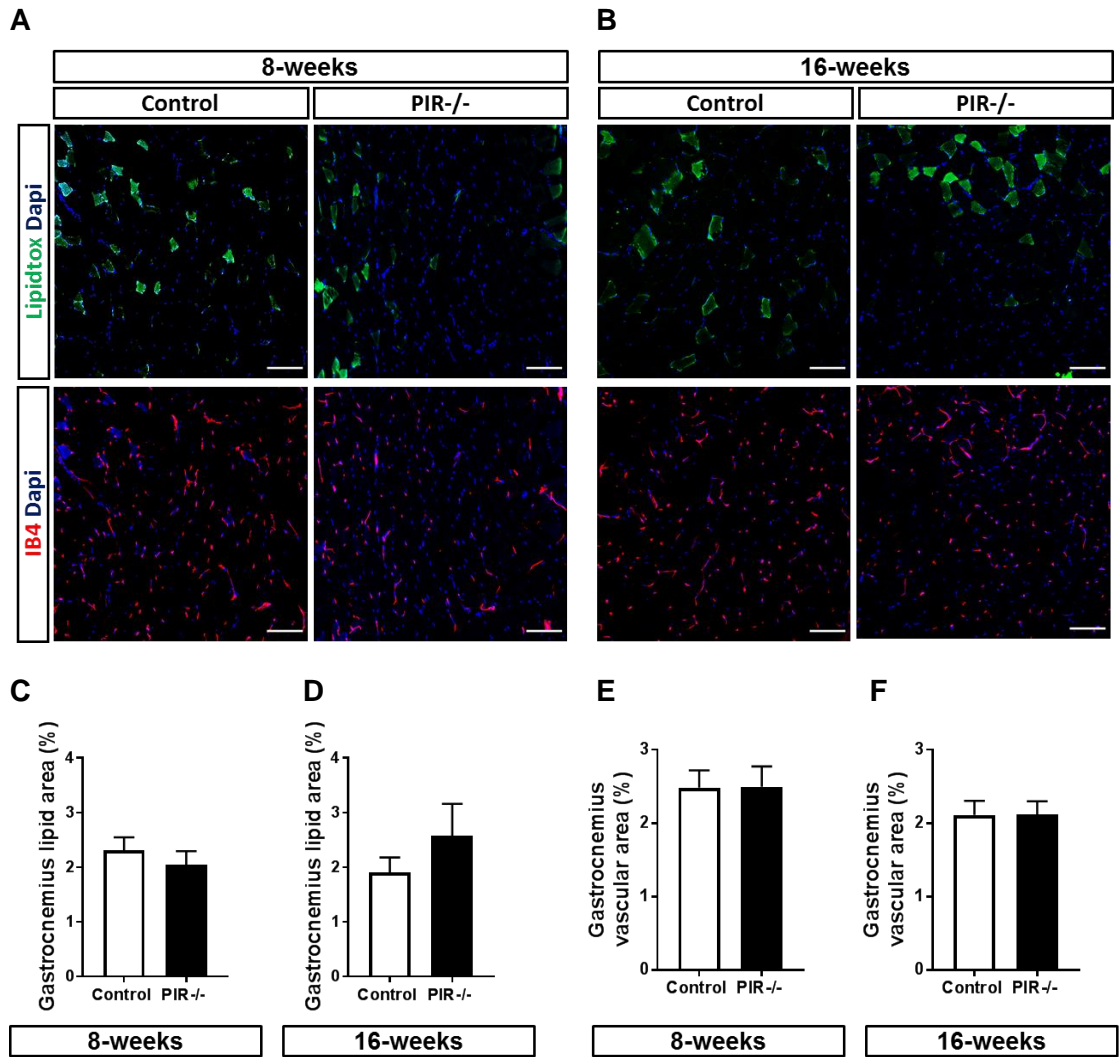 A
B
8-weeks
16-weeks
Control
PIR-/-
Control
PIR-/-
Lipidtox Dapi
IB4 Dapi
C
D
E
F
Gastrocnemius lipid area (%)
4
3
2
1
0
Control
PIR-/-
Gastrocnemius lipid area (%)
4
3
2
1
0
Control
PIR-/-
Gastrocnemius
vascular area (%)
3
2
1
0
Control
PIR-/-
Gastrocnemius
vascular area (%)
3
2
1
0
Control
PIR-/-
8-weeks
16-weeks
8-weeks
16-weeks